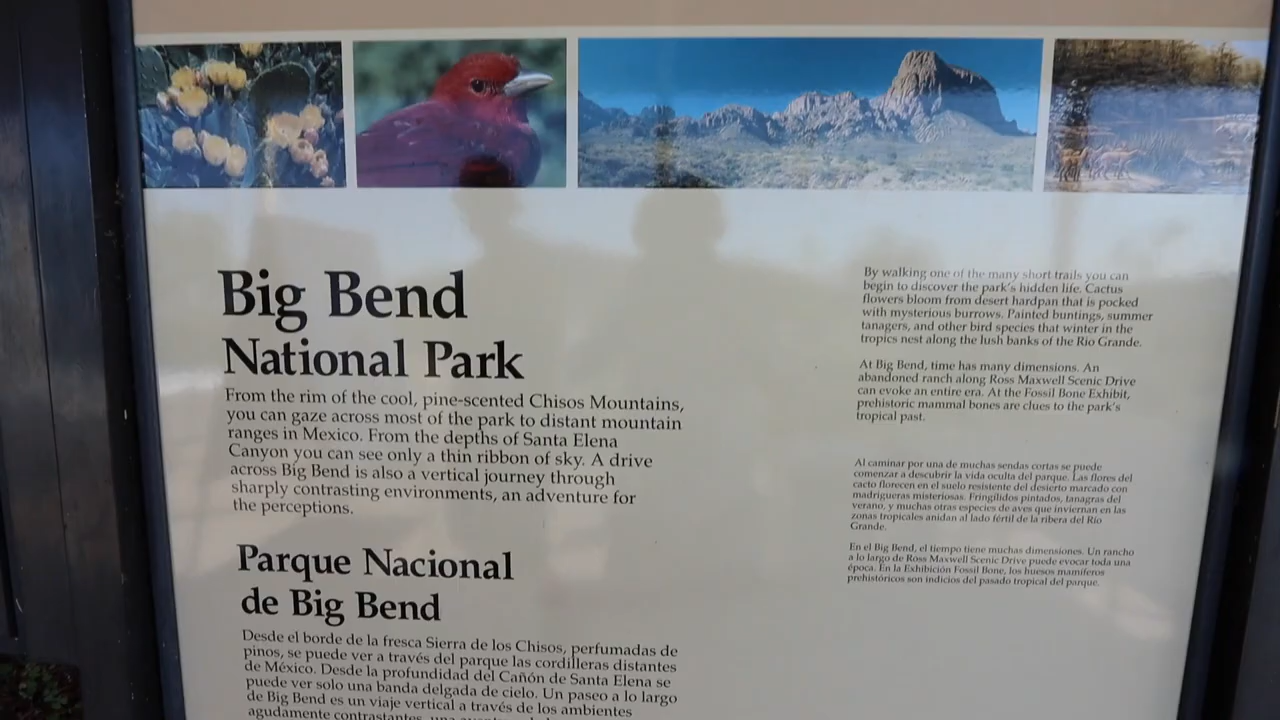 Big Bend
National Park
From the rim of the cool, pine-scented Chisos Mountains,
you can gaze across most of the park to distant mountain
ranges in Mexico. From the depths of Santa Elena
Canyon you can see only a thin ribbon of sky. A drive
across Big Bend is also a vertical journey through
sharply contrasting environments, an adventure for
the perceptions.
Parque Nacional
de Big Bend
Desde el borde de la fresca Sierra de los Chisos, perfumadas de
pinos, se puede ver a través del parque las cordilleras distantes
de México. Desde la profundidad del Cañón de Santa Elena se
puede ver solo una banda delgada de cielo. Un paseo a lo largo
de Big Bend es un viaje vertical a través de los ambientes
agudamente contrastantes, una
By walking one of the many short trails you can
begin to discover the park's hidden life. Cactus
flowers bloom from desert hardpan that is pocked
with mysterious burrows. Painted buntings, summer
tanagers, and other bird species that winter in the
tropics nest along the lush banks of the Rio Grande.
At Big Bend, time has many dimensions. An
abandoned ranch along Ross Maxwell Scenic Drive
can evoke an entire era. At the Fossil Bone Exhibit,
prehistoric mammal bones are clues to the park's
tropical past.
Al caminar por una de muchas sendas cortas se puede
comenzar a descubrir la vida oculta del parque. Las flores del
cacto florecen en el suelo resistente del desierto marcado con
madrigueras misteriosas. Fringílidos pintados, tanagras del
verano, y muchas otras especies de aves que inviernan en las
zonas tropicales anidan al lado fértil de la ribera del Río
Grande.
En el Big Bend, el tiempo tiene muchas dimensiones. Un rancho
a lo largo de Ross Maxwell Scenic Drive puede evocar toda una
época. En la Exhibición Fossil Bone, los huesos mamíferos
prehistóricos son indicios del pasado tropical del parque.